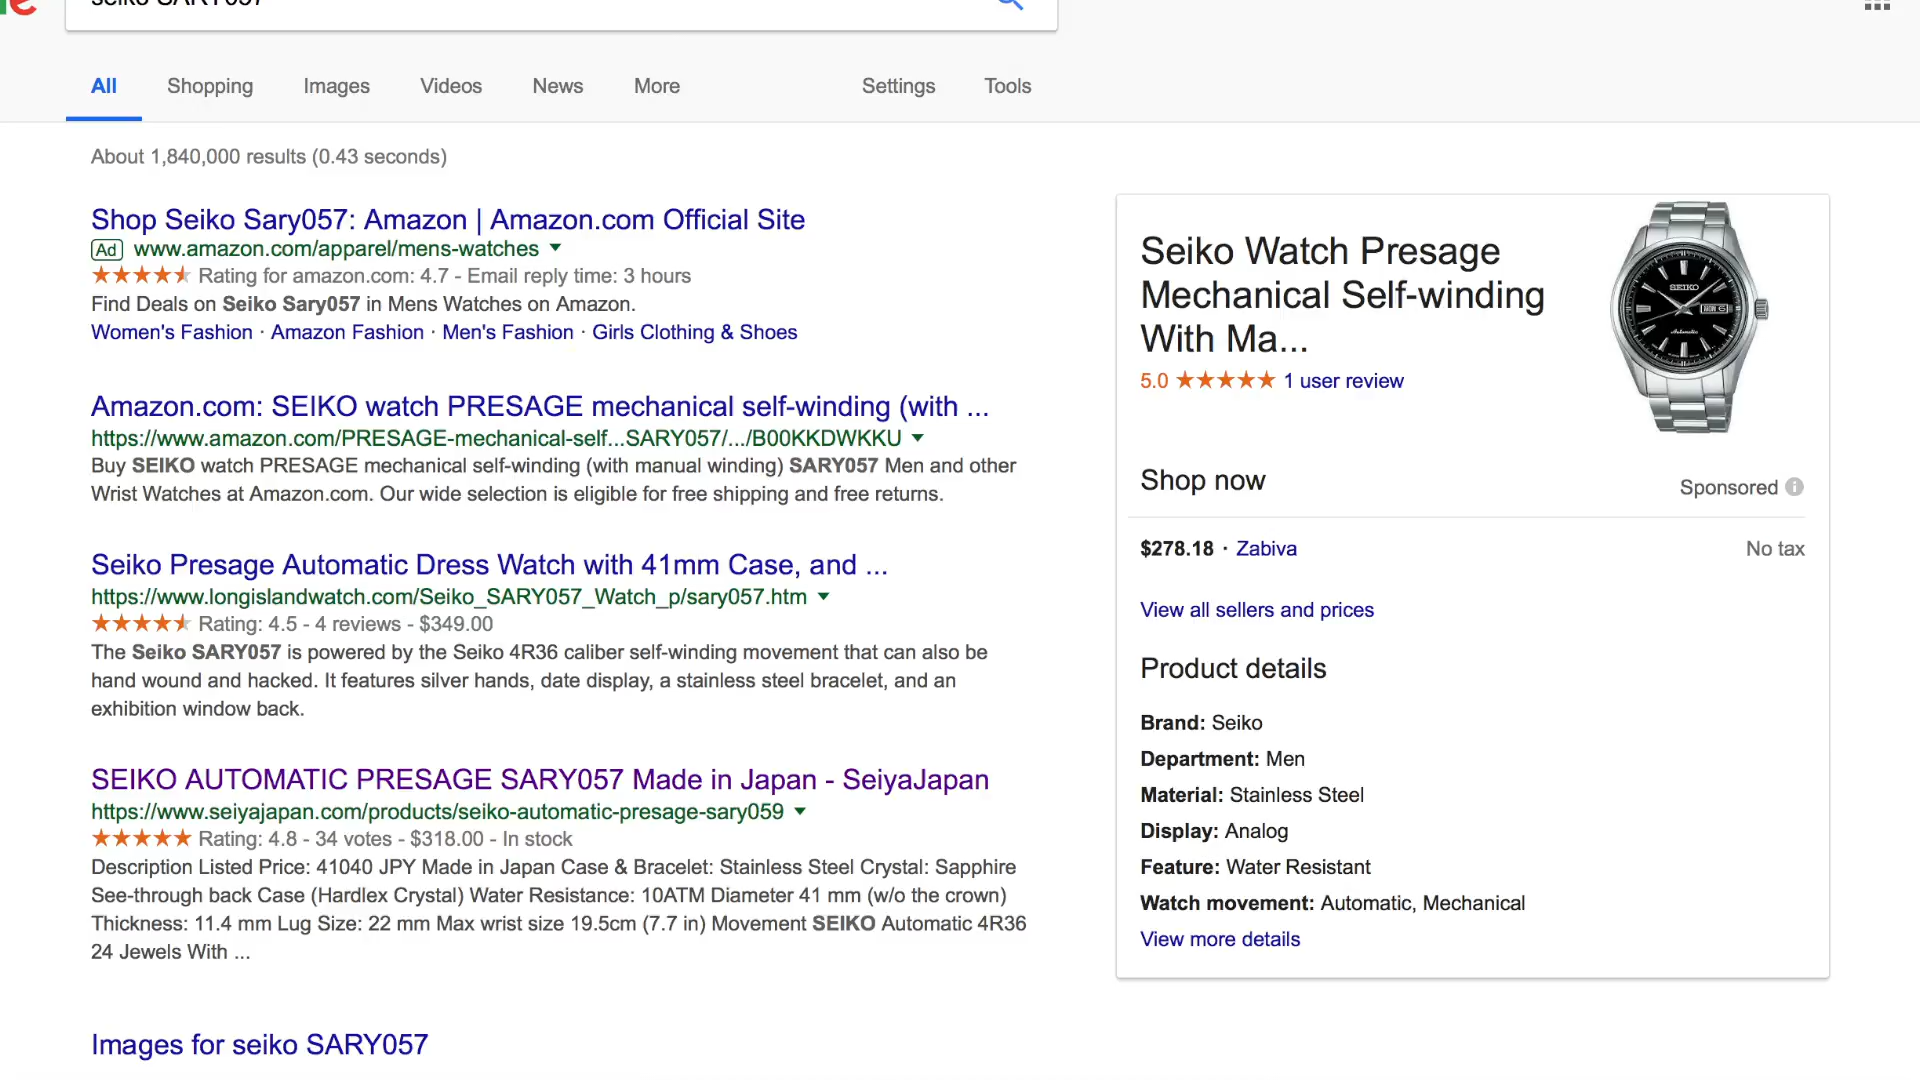 seiko SARY057
All Shopping Images Videos News More Settings Tools
About 1,840,000 results (0.43 seconds)
Shop Seiko Sary057: Amazon | Amazon.com Official Site
Ad www.amazon.com/apparel/mens-watches
Rating for amazon.com: 4.7 - Email reply time: 3 hours
Find Deals on Seiko Sary057 in Mens Watches on Amazon.
Women's Fashion · Amazon Fashion · Men's Fashion · Girls Clothing & Shoes
Amazon.com: SEIKO watch PRESAGE mechanical self-winding (with ...
https://www.amazon.com/PRESAGE-mechanical-self...SARY057/.../B00KKDWKKU
Buy SEIKO watch PRESAGE mechanical self-winding (with manual winding) SARY057 Men and other
Wrist Watches at Amazon.com. Our wide selection is eligible for free shipping and free returns.
Seiko Presage Automatic Dress Watch with 41mm Case, and ...
https://www.longislandwatch.com/Seiko_SARY057_Watch_p/sary057.htm
Rating: 4.5 - 4 reviews - $349.00
The Seiko SARY057 is powered by the Seiko 4R36 caliber self-winding movement that can also be
hand wound and hacked. It features silver hands, date display, a stainless steel bracelet, and an
exhibition window back.
SEIKO AUTOMATIC PRESAGE SARY057 Made in Japan - SeiyaJapan
https://www.seiyajapan.com/products/seiko-automatic-presage-sary059
Rating: 4.8 - 34 votes - $318.00 - In stock
Description Listed Price: 41040 JPY Made in Japan Case & Bracelet: Stainless Steel Crystal: Sapphire
See-through back Case (Hardlex Crystal) Water Resistance: 10ATM Diameter 41 mm (w/o the crown)
Thickness: 11.4 mm Lug Size: 22 mm Max wrist size 19.5cm (7.7 in) Movement SEIKO Automatic 4R36
24 Jewels With ...
Images for seiko SARY057
Seiko Watch Presage
Mechanical Self-winding
With Ma...
5.0 1 user review
SEIKO
Automatic
Shop now
Sponsored
$278.18 · Zabiva
No tax
View all sellers and prices
Product details
Brand: Seiko
Department: Men
Material: Stainless Steel
Display: Analog
Feature: Water Resistant
Watch movement: Automatic, Mechanical
View more details